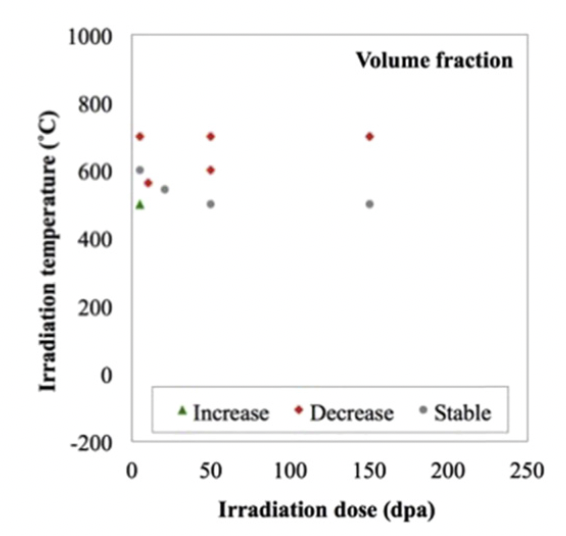 1000
Volume fraction
800
600
400
200
0
Increase Decrease Stable
-200
0 50 100 150 200 250
Irradiation dose (dpa)
Irradiation temperature (˚C)